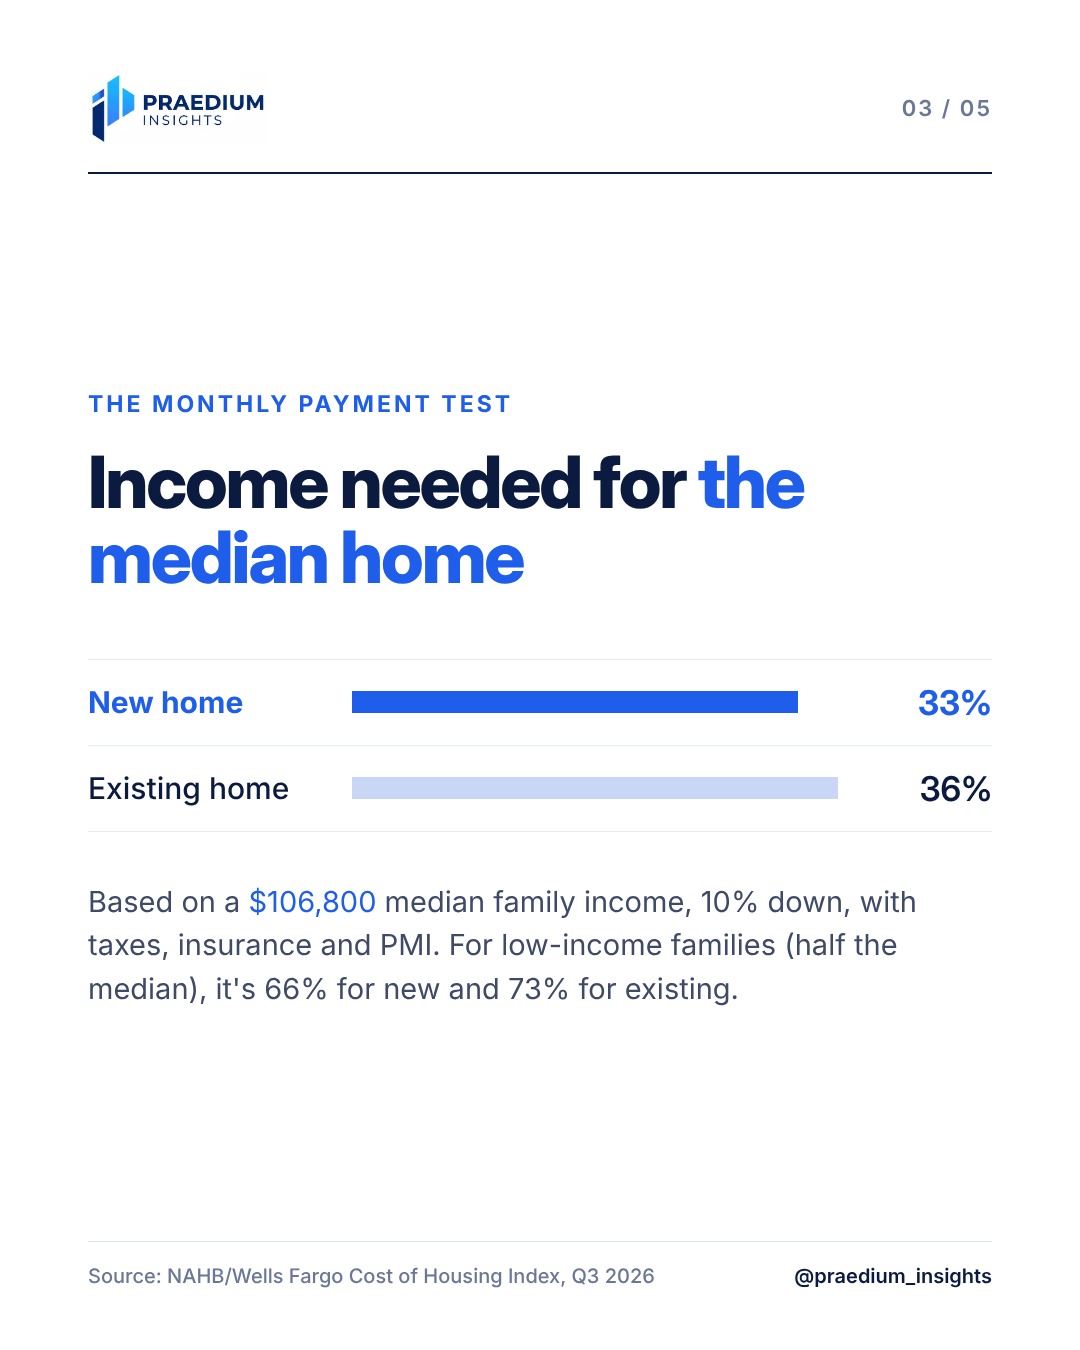 PRAEDIUM
INSIGHTS
03 / 05
THE MONTHLY PAYMENT TEST
Income needed for the
median home
New home 33%
Existing home 36%
Based on a $106,800 median family income, 10% down, with
taxes, insurance and PMI. For low-income families (half the
median), it's 66% for new and 73% for existing.
Source: NAHB/Wells Fargo Cost of Housing Index, Q3 2026
@praedium_insights